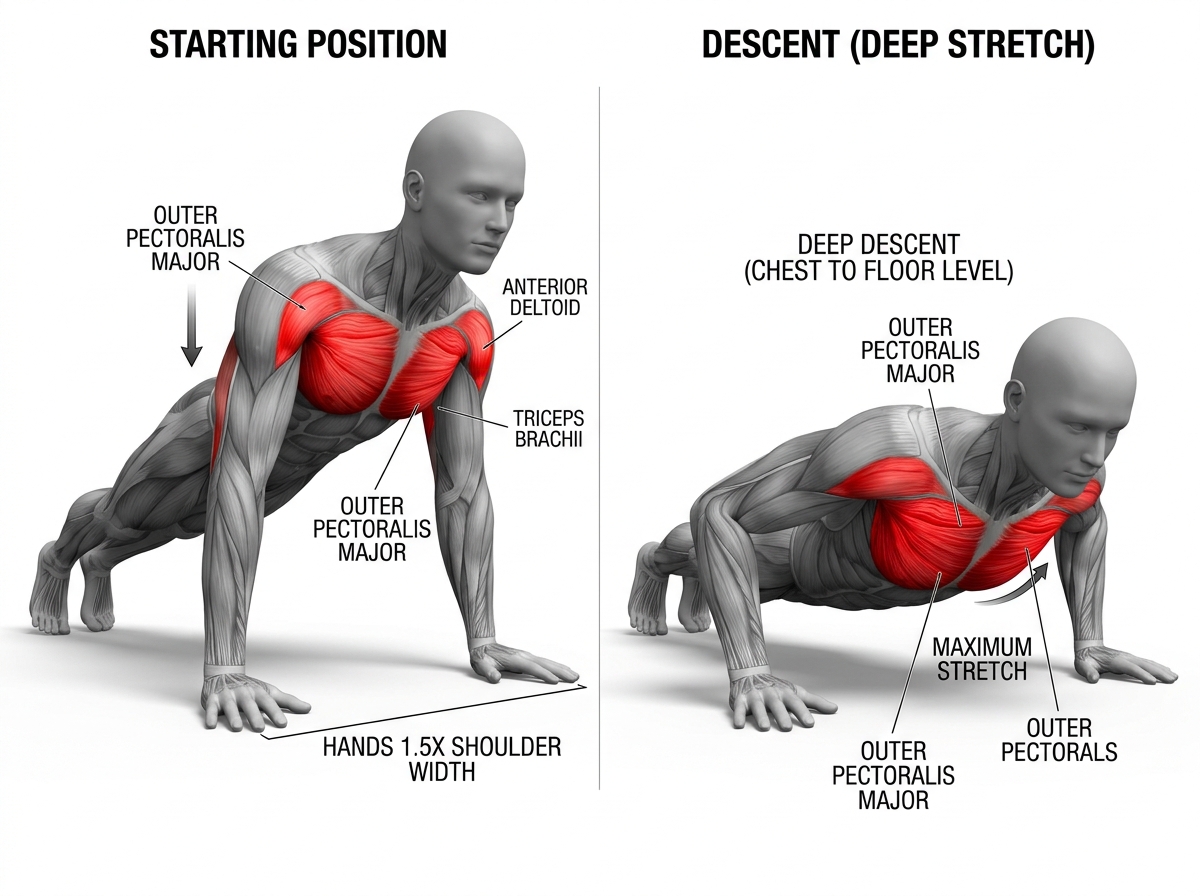 STARTING POSITION
OUTER
PECTORALIS
MAJOR
ANTERIOR
DELTOID
TRICEPS
BRACHII
OUTER
PECTORALIS
MAJOR
HANDS 1.5X SHOULDER
WIDTH
DESCENT (DEEP STRETCH)
DEEP DESCENT
(CHEST TO FLOOR LEVEL)
OUTER
PECTORALIS
MAJOR
MAXIMUM
STRETCH
OUTER
PECTORALS
OUTER
PECTORALIS
MAJOR